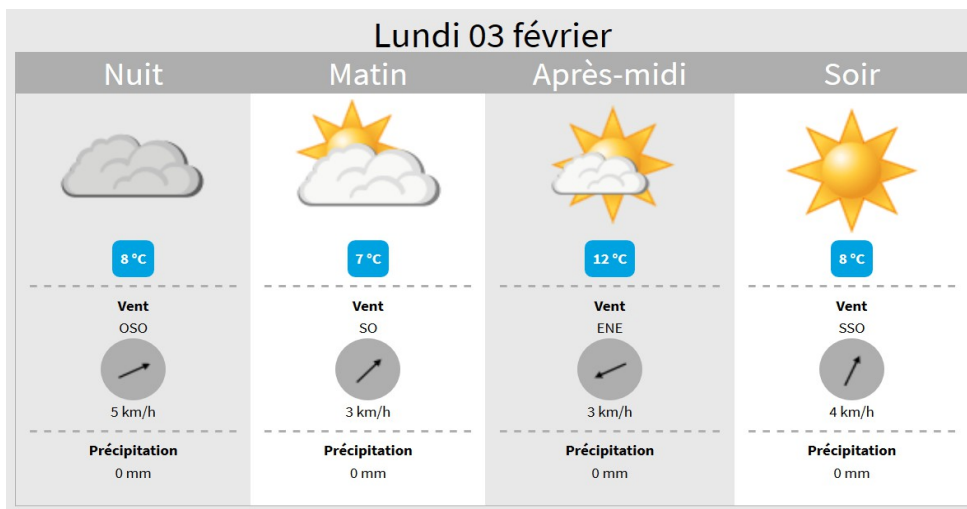 Lundi 03 février
Nuit Matin Après-midi Soir
8 °C 7 °C 12 °C 8 °C
Vent Vent Vent Vent
OSO SO ENE SSO
5 km/h 3 km/h 3 km/h 4 km/h
Précipitation Précipitation Précipitation Précipitation
0 mm 0 mm 0 mm 0 mm